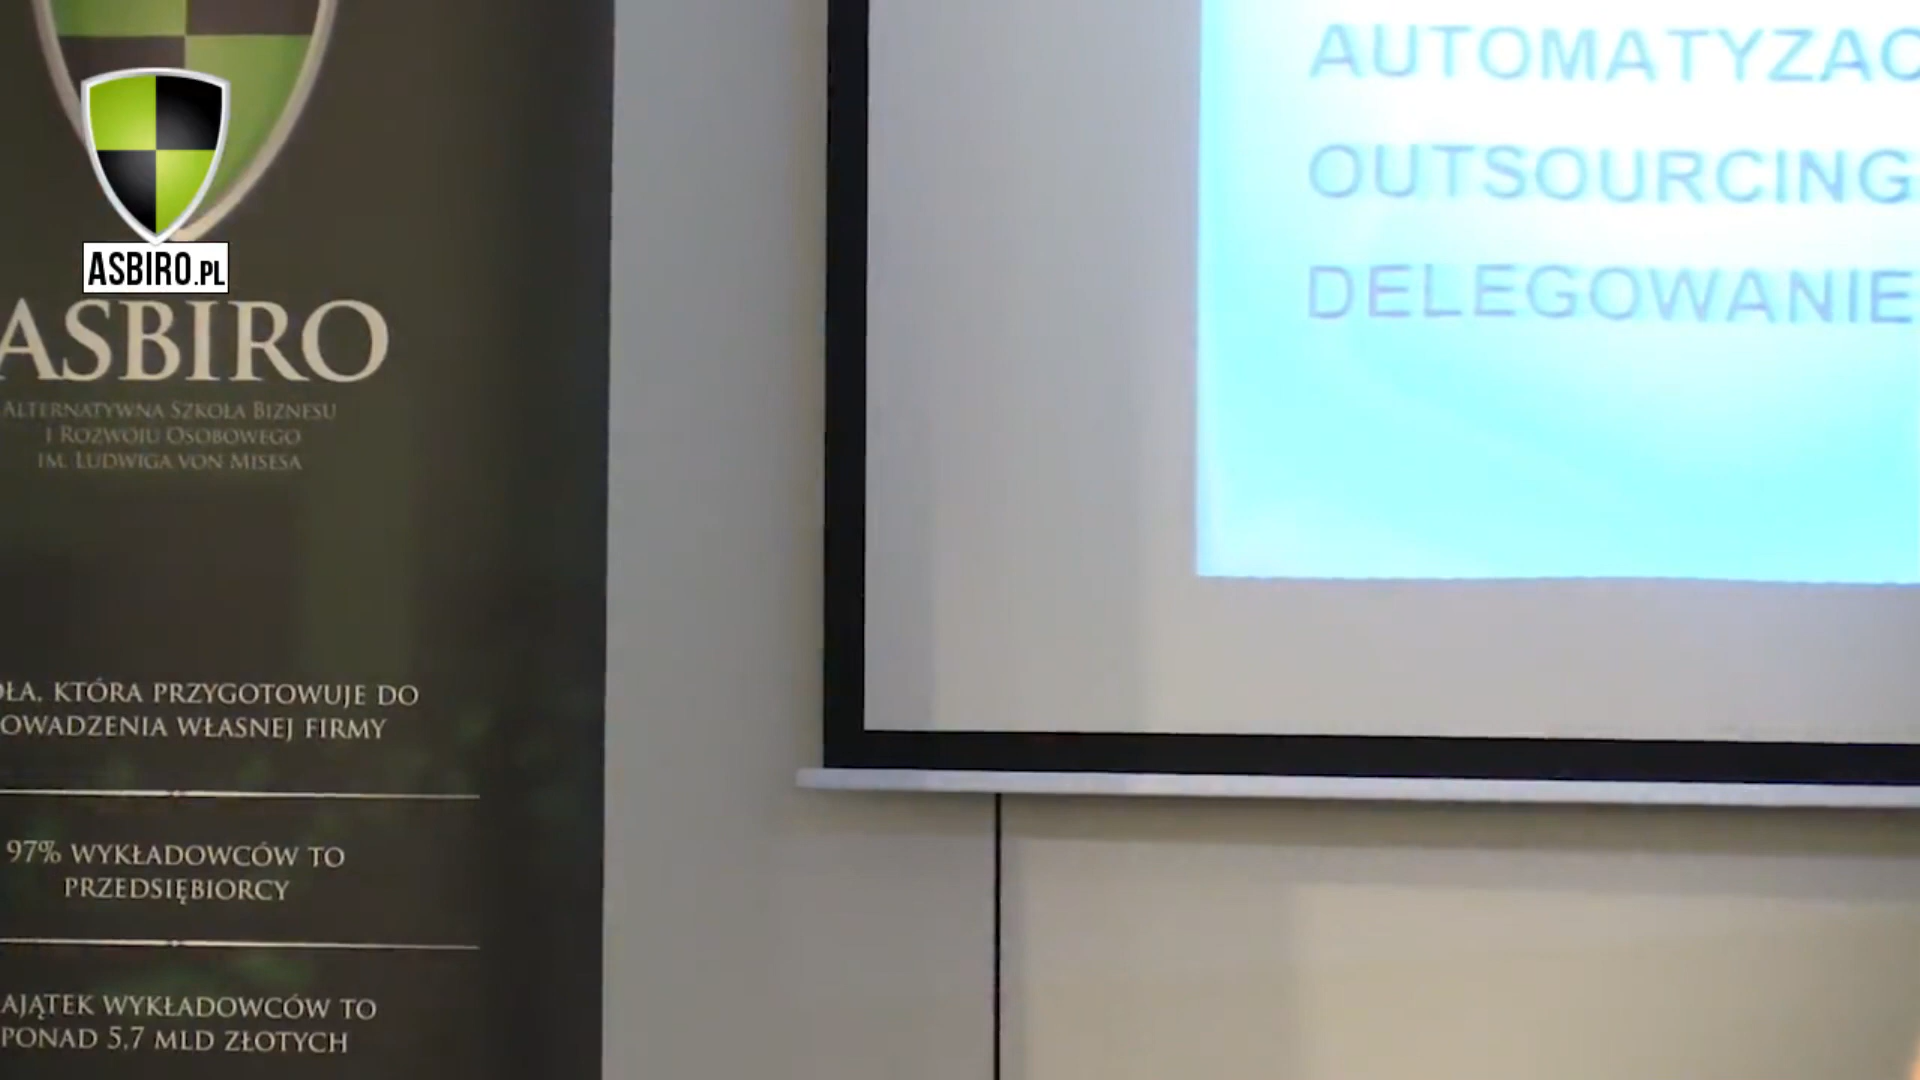 ASBIRO.PL
ASBIRO
ALTERNATYWNA SZKOŁA BIZNESU
I ROZWOJU OSOBOWEGO
IM. LUDWIGA VON MISESA
OŁA, KTÓRA PRZYGOTOWUJE DO
OWADZENIA WŁASNEJ FIRMY
97% WYKŁADOWCÓW TO
PRZEDSIĘBIORCY
AJĄTEK WYKŁADOWCÓW TO
PONAD 5,7 MLD ZŁOTYCH
AUTOMATYZAC
OUTSOURCING
DELEGOWANIE